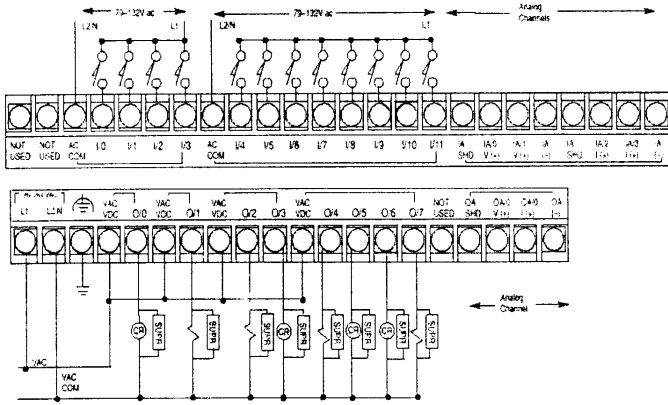 79–132V ac
79–132V ac
Analog
Channels
L2/N
L1
L2/N
L1
NOT
USED
NOT
USED
AC
COM
I/0
I/1
I/2
I/3
AC
COM
I/4
I/5
I/6
I/7
I/8
I/9
I/10
I/11
IA
SHD
IA/0
V (+)
IA/1
V (+)
IA
(-)
IA
SHD
IA/2
I (+)
IA/3
I (+)
IA
(-)
L1
L2/N
VAC
VDC
O/0
VAC
VDC
O/1
VAC
VDC
O/2
O/3
VAC
VDC
O/4
O/5
O/6
O/7
NOT
USED
OA
SHD
OA/0
V (+)
OA/0
I (+)
OA
(-)
Analog
Channel
CR
SUPR
SUPR
SUPR
CR
SUPR
SUPR
CR
SUPR
CR
SUPR
SUPR
VAC
VAC
COM